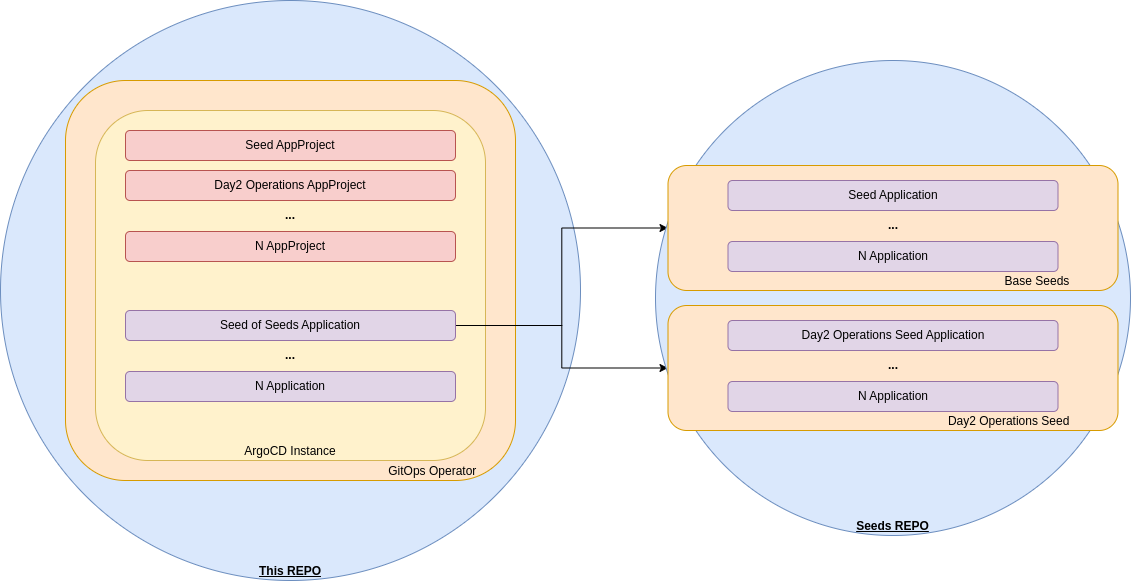 Seed AppProject
Day2 Operations AppProject
...
N AppProject
Seed of Seeds Application
...
N Application
ArgoCD Instance
GitOps Operator
This REPO
Seed Application
...
N Application
Base Seeds
Day2 Operations Seed Application
...
N Application
Day2 Operations Seed
Seeds REPO